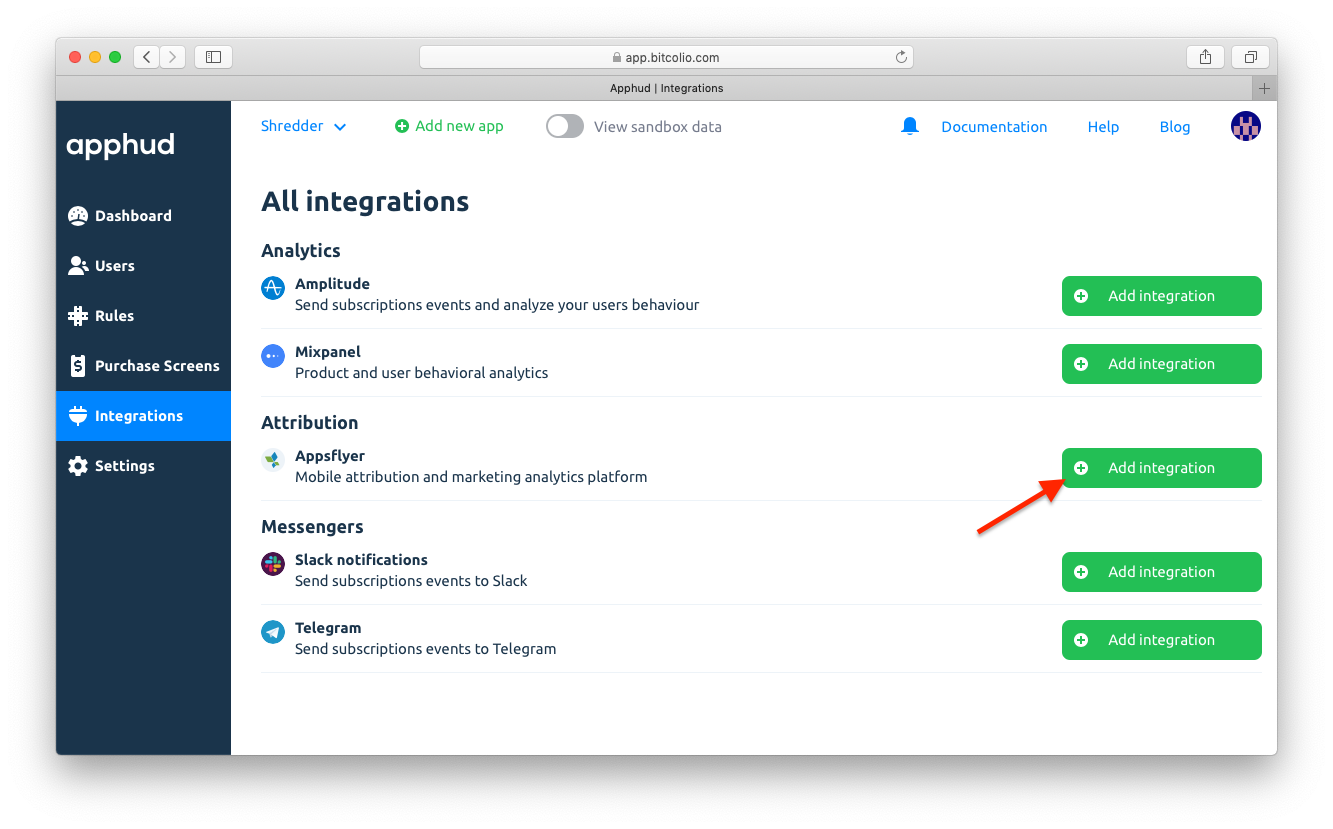 app.bitcolio.com
Apphud | Integrations
apphud
Shredder
Add new app
View sandbox data
Documentation
Help
Blog
Dashboard
Users
Rules
Purchase Screens
Integrations
Settings
All integrations
Analytics
Amplitude
Send subscriptions events and analyze your users behaviour
Add integration
Mixpanel
Product and user behavioral analytics
Add integration
Attribution
Appsflyer
Mobile attribution and marketing analytics platform
Add integration
Messengers
Slack notifications
Send subscriptions events to Slack
Add integration
Telegram
Send subscriptions events to Telegram
Add integration